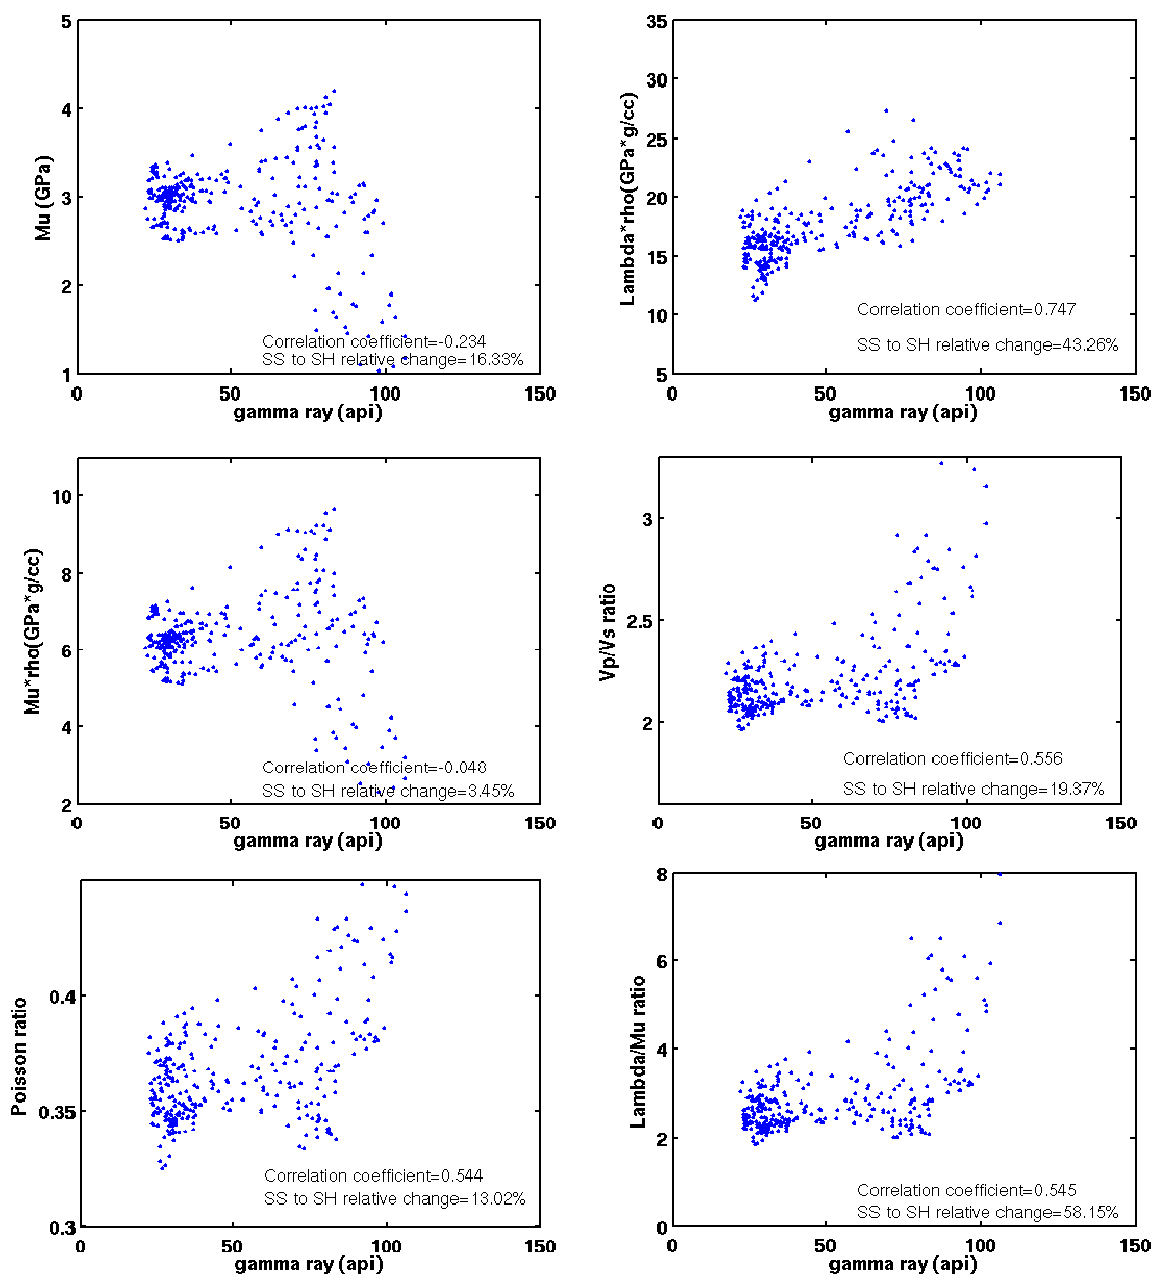 5
4
3
2
1
Mu (GPa)
Correlation coefficient=-0.234
SS to SH relative change=16.33%
0
50
100
150
gamma ray (api)
35
30
25
20
15
10
5
Lambda*rho(GPa*g/cc)
Correlation coefficient=0.747
SS to SH relative change=43.26%
0
50
100
150
gamma ray (api)
10
8
6
4
2
Mu*rho(GPa*g/cc)
Correlation coefficient=-0.048
SS to SH relative change=3.45%
0
50
100
150
gamma ray (api)
3
2.5
2
Vp/Vs ratio
Correlation coefficient=0.556
SS to SH relative change=19.37%
0
50
100
150
gamma ray (api)
0.4
0.35
0.3
Poisson ratio
Correlation coefficient=0.544
SS to SH relative change=13.02%
0
50
100
150
gamma ray (api)
8
6
4
2
0
Lambda/Mu ratio
Correlation coefficient=0.545
SS to SH relative change=58.15%
0
50
100
150
gamma ray (api)